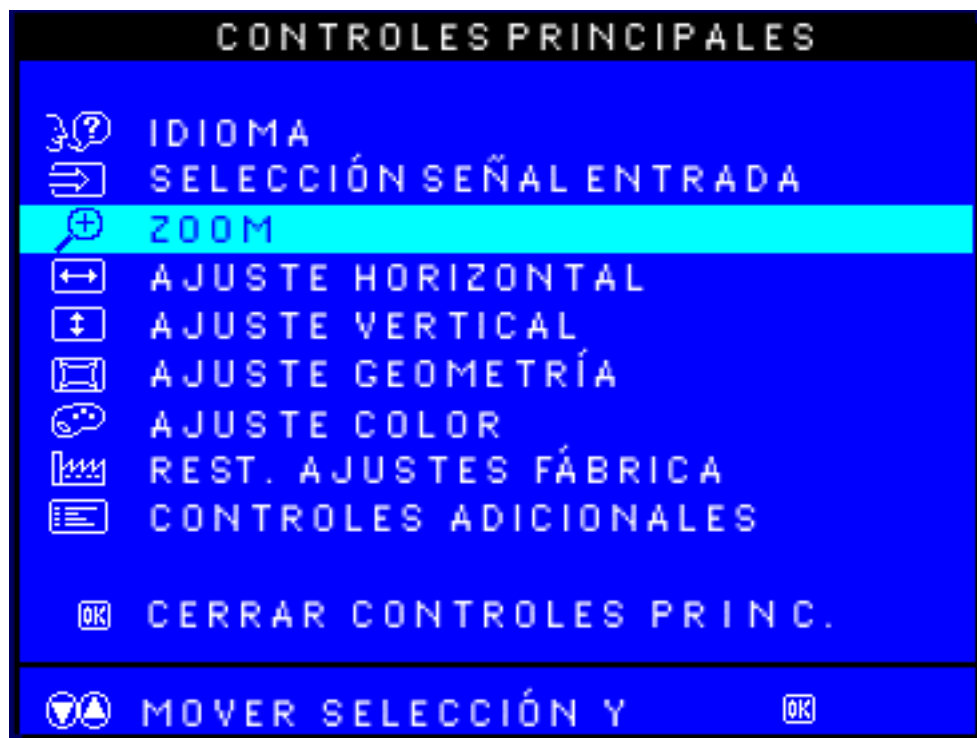 CONTROLES PRINCIPALES
IDIOMA
SELECCIÓN SEÑAL ENTRADA
ZOOM
AJUSTE HORIZONTAL
AJUSTE VERTICAL
AJUSTE GEOMETRÍA
AJUSTE COLOR
REST. AJUSTES FÁBRICA
CONTROLES ADICIONALES
OK CERRAR CONTROLES PRINC.
MOVER SELECCIÓN Y OK